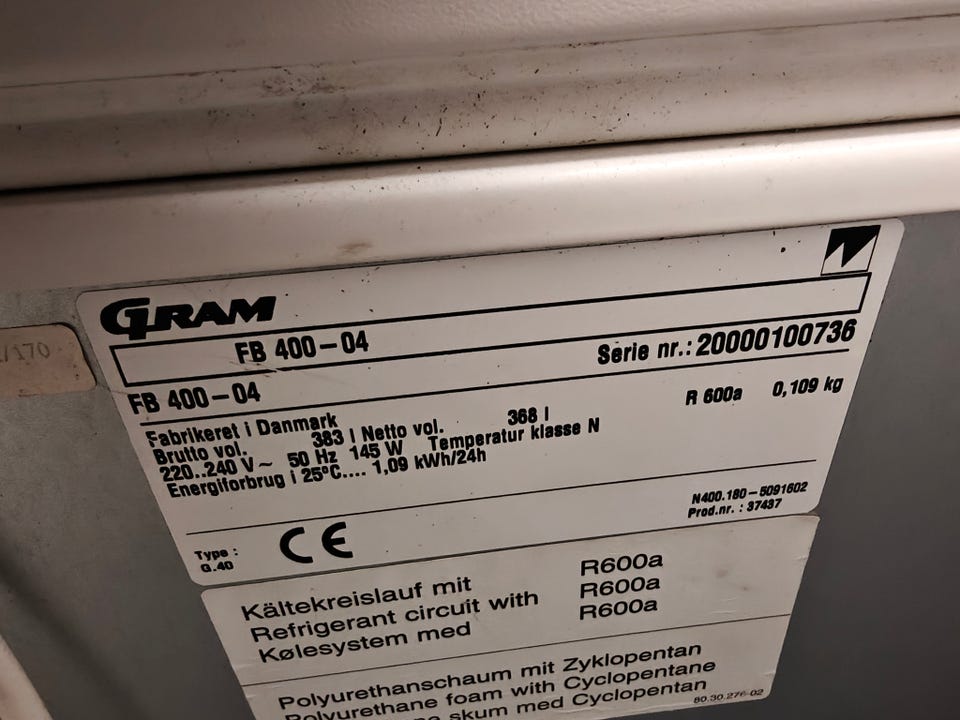 GRAM
FB 400-04
Serie nr.: 20000100736
FB 400-04
R 600a 0,109 kg
Fabrikeret i Danmark
Brutto vol. 383 l Netto vol. 368 l
220..240 V~ 50 Hz 145 W Temperatur klasse N
Energiforbrug i 25°C.... 1,09 kWh/24h
N400.180-5091602
Prod.nr. : 37437
Type :
G.40
CE
Kältekreislauf mit R600a
Refrigerant circuit with R600a
Kølesystem med R600a
Polyurethanschaum mit Zyklopentan
Polyurethane foam with Cyclopentane
skum med Cyclopentan
80.30.276-02
/170